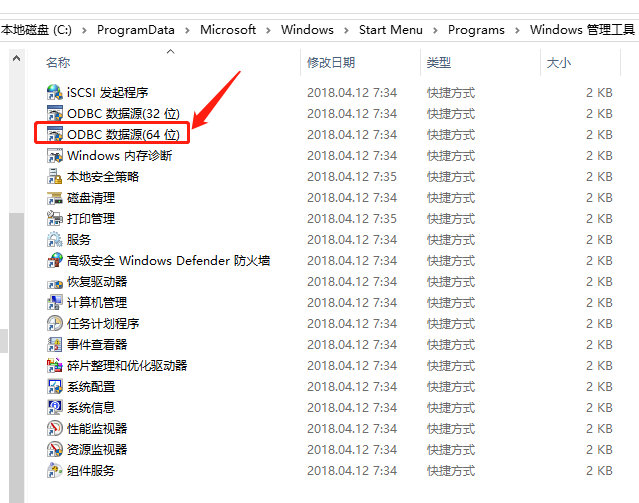 本地磁盘 (C:) > ProgramData > Microsoft > Windows > Start Menu > Programs > Windows 管理工具
名称 修改日期 类型 大小
iSCSI 发起程序 2018.04.12 7:34 快捷方式 2 KB
ODBC 数据源(32 位) 2018.04.12 7:34 快捷方式 2 KB
ODBC 数据源(64 位) 2018.04.12 7:34 快捷方式 2 KB
Windows 内存诊断 2018.04.12 7:34 快捷方式 2 KB
本地安全策略 2018.04.12 7:35 快捷方式 2 KB
磁盘清理 2018.04.12 7:34 快捷方式 2 KB
打印管理 2018.04.12 7:35 快捷方式 2 KB
服务 2018.04.12 7:34 快捷方式 2 KB
高级安全 Windows Defender 防火墙 2018.04.12 7:34 快捷方式 2 KB
恢复驱动器 2018.04.12 7:34 快捷方式 2 KB
计算机管理 2018.04.12 7:34 快捷方式 2 KB
任务计划程序 2018.04.12 7:34 快捷方式 2 KB
事件查看器 2018.04.12 7:34 快捷方式 2 KB
碎片整理和优化驱动器 2018.04.12 7:34 快捷方式 2 KB
系统配置 2018.04.12 7:34 快捷方式 2 KB
系统信息 2018.04.12 7:34 快捷方式 2 KB
性能监视器 2018.04.12 7:34 快捷方式 2 KB
资源监视器 2018.04.12 7:34 快捷方式 2 KB
组件服务 2018.04.12 7:34 快捷方式 2 KB